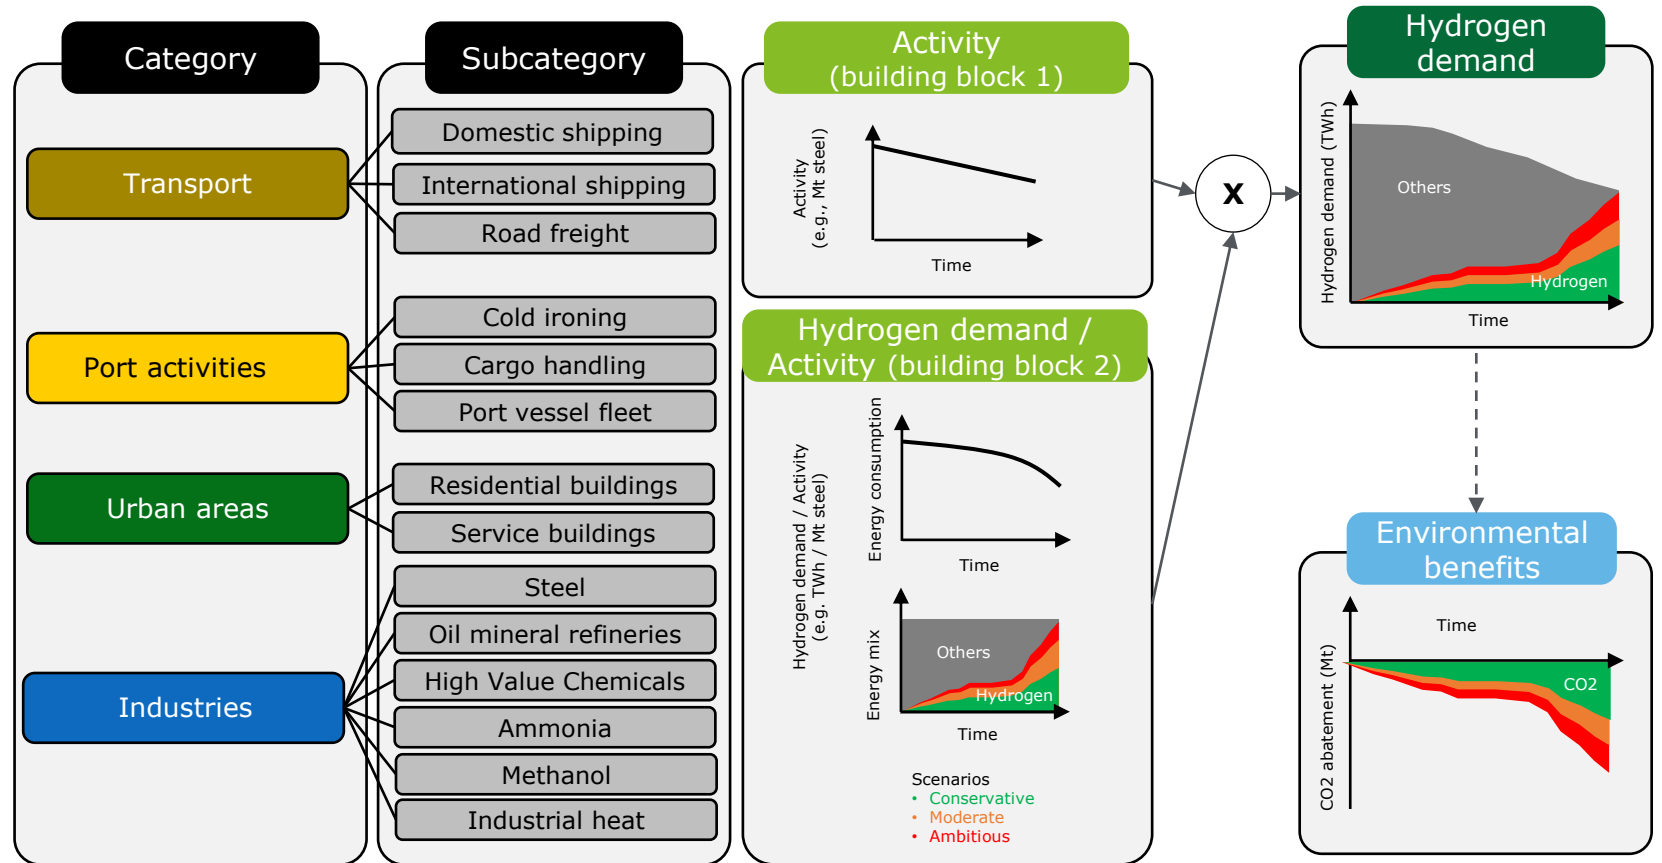 Category
Transport
Port activities
Urban areas
Industries
Subcategory
Domestic shipping
International shipping
Road freight
Cold ironing
Cargo handling
Port vessel fleet
Residential buildings
Service buildings
Steel
Oil mineral refineries
High Value Chemicals
Ammonia
Methanol
Industrial heat
Activity
(building block 1)
Activity
(e.g., Mt steel)
Time
Hydrogen demand /
Activity (building block 2)
Hydrogen demand / Activity
(e.g. TWh / Mt steel)
Energy consumption
Time
Energy mix
Others
Hydrogen
Time
Scenarios
• Conservative
• Moderate
• Ambitious
X
Hydrogen
demand
Hydrogen demand (TWh)
Others
Hydrogen
Time
Environmental
benefits
Time
CO2 abatement (Mt)
CO2